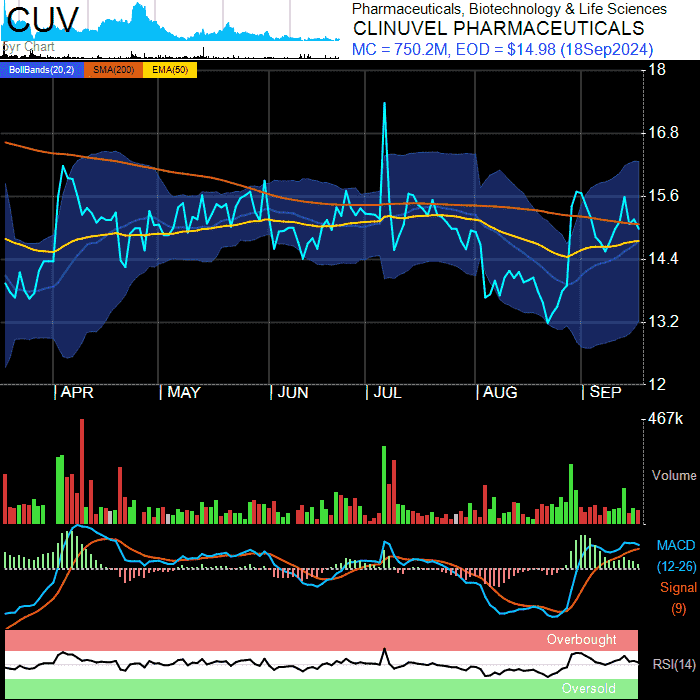 CUV
Pharmaceuticals, Biotechnology & Life Sciences
CLINUVEL PHARMACEUTICALS
MC = 750.2M, EOD = $14.98 (18Sep2024)
yr Chart
BollBands(20,2) SMA(200) EMA(50)
18
16.8
15.6
14.4
13.2
12
APR MAY JUN JUL AUG SEP
467k
Volume
MACD
(12-26)
Signal
(9)
Overbought
RSI(14)
Oversold